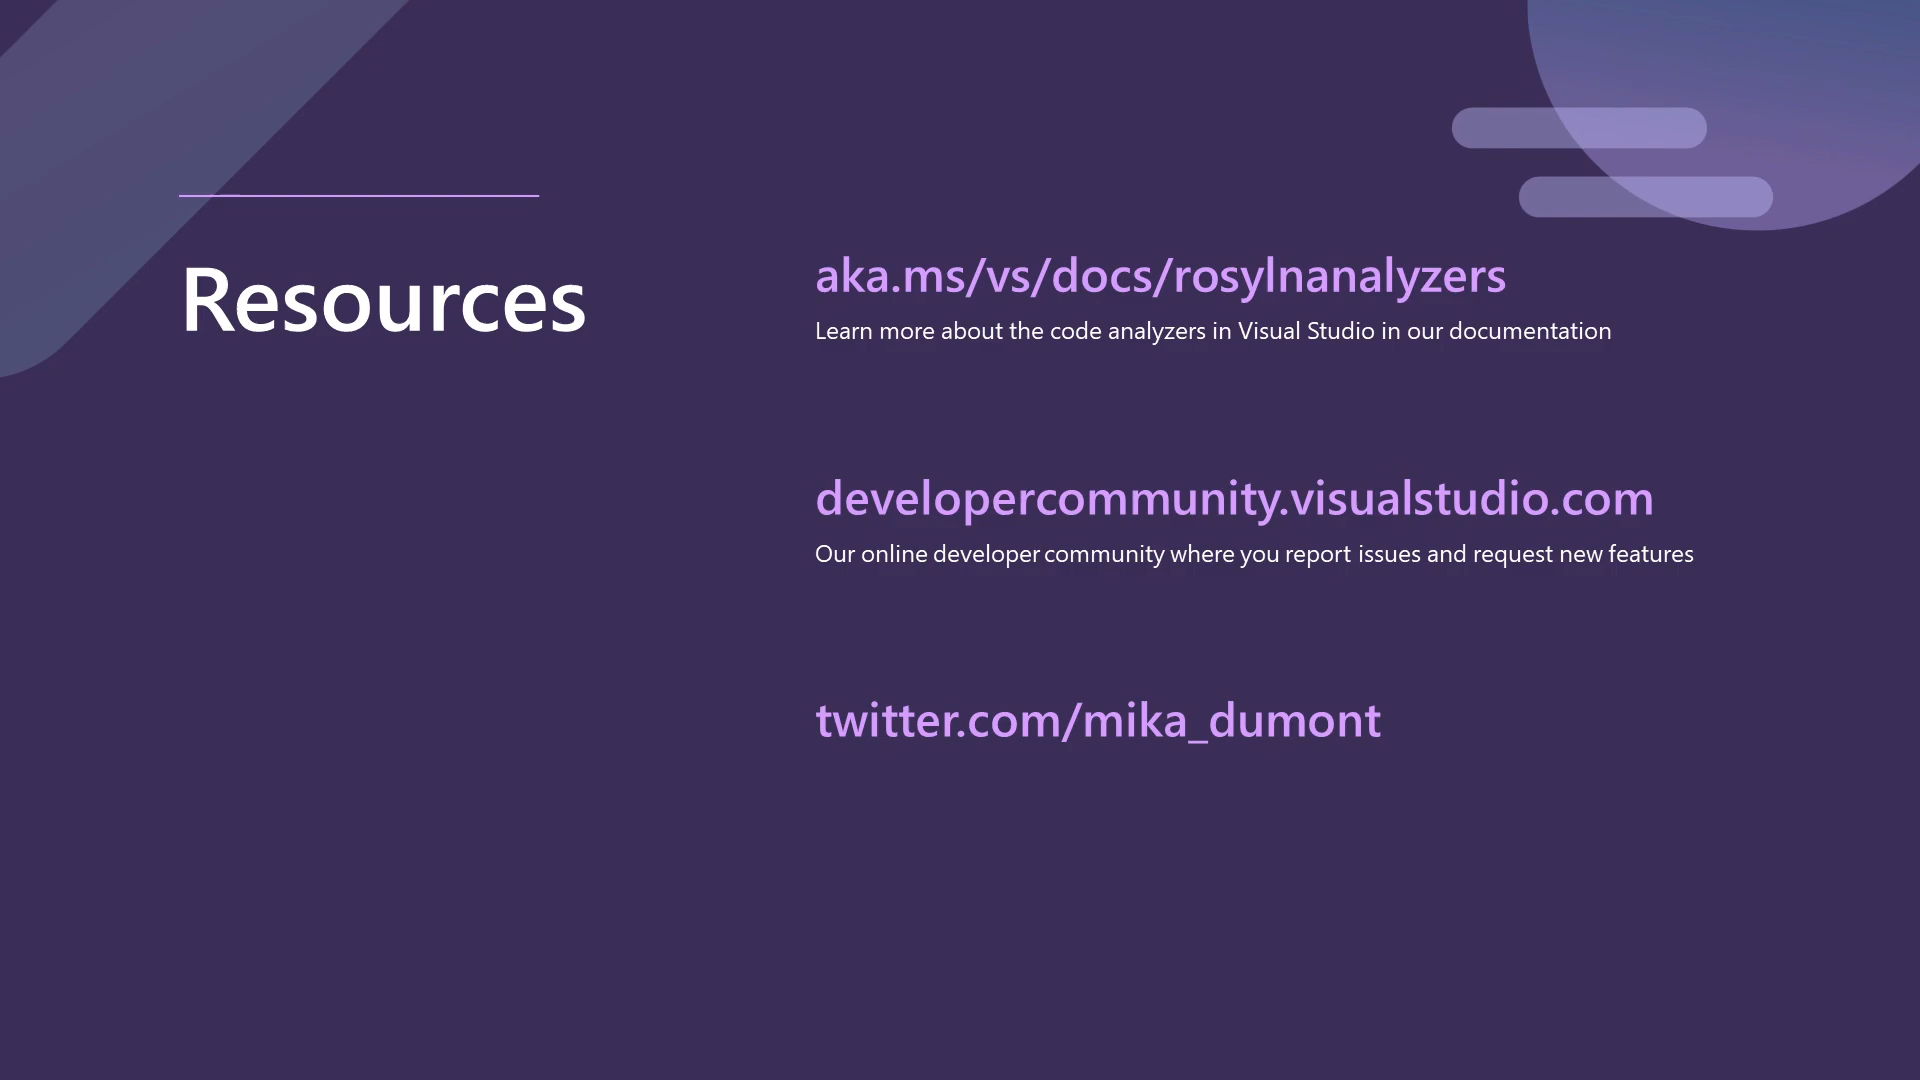 Resources
aka.ms/vs/docs/rosylnanalyzers
Learn more about the code analyzers in Visual Studio in our documentation
developercommunity.visualstudio.com
Our online developer community where you report issues and request new features
twitter.com/mika_dumont